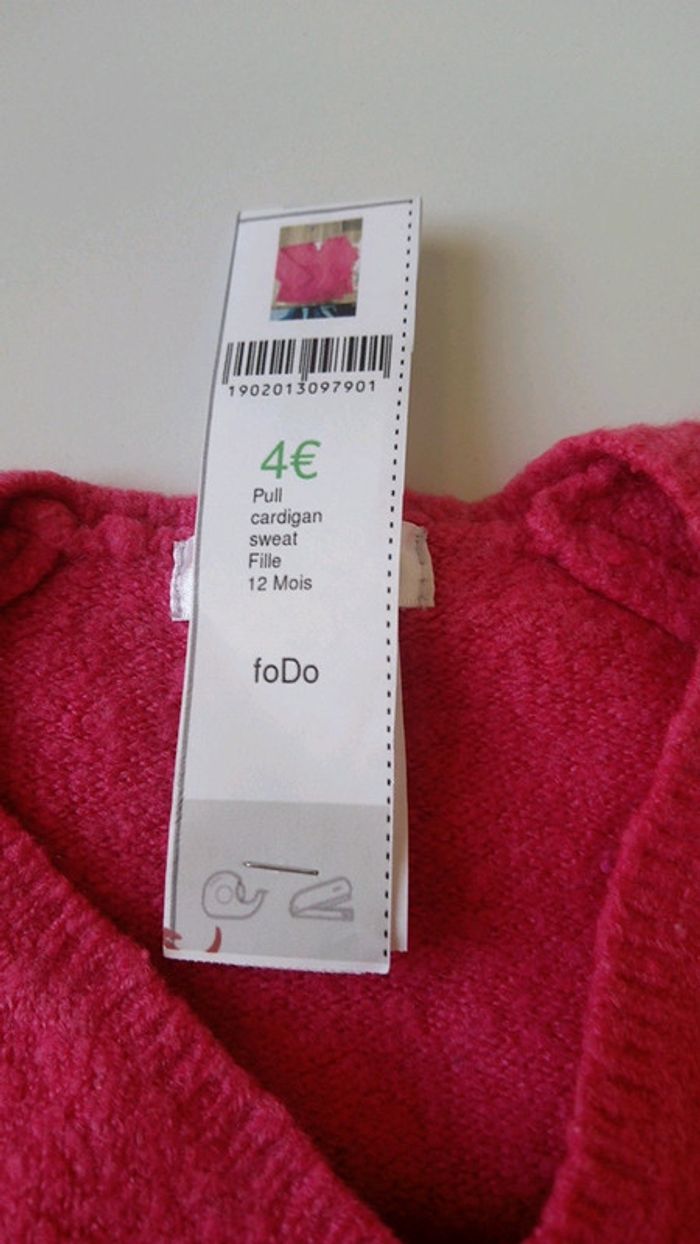 1902013097901
4€
Pull
cardigan
sweat
Fille
12 Mois
foDo